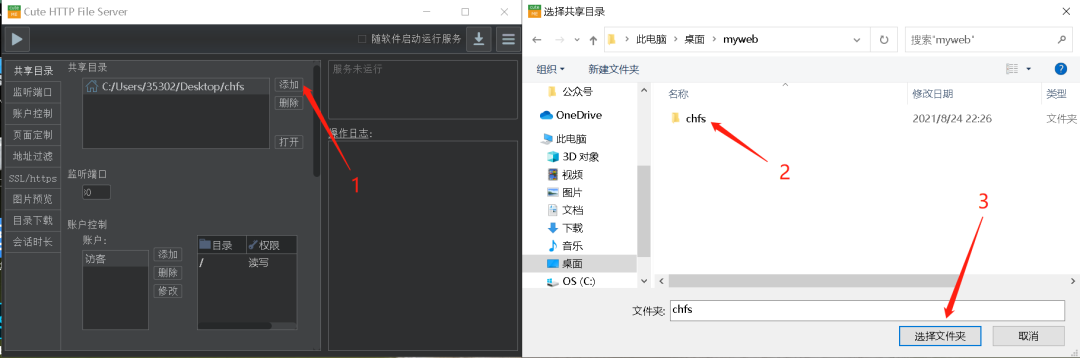 Cute HTTP File Server
随软件启动运行服务
共享目录
监听端口
账户控制
页面定制
地址过滤
SSL/https
图片预览
目录下载
会话时长
共享目录
C:/Users/35302/Desktop/chfs
添加
删除
打开
1
监听端口
80
账户控制
账户:
访客
添加
删除
修改
目录
权限
/
读写
服务未运行
操作日志:
选择共享目录
此电脑 > 桌面 > myweb
搜索"myweb"
组织
新建文件夹
公众号
OneDrive
此电脑
3D 对象
视频
图片
文档
下载
音乐
桌面
OS (C:)
名称
修改日期
类型
chfs
2021/8/24 22:26
文件夹
2
3
文件夹:
chfs
选择文件夹
取消